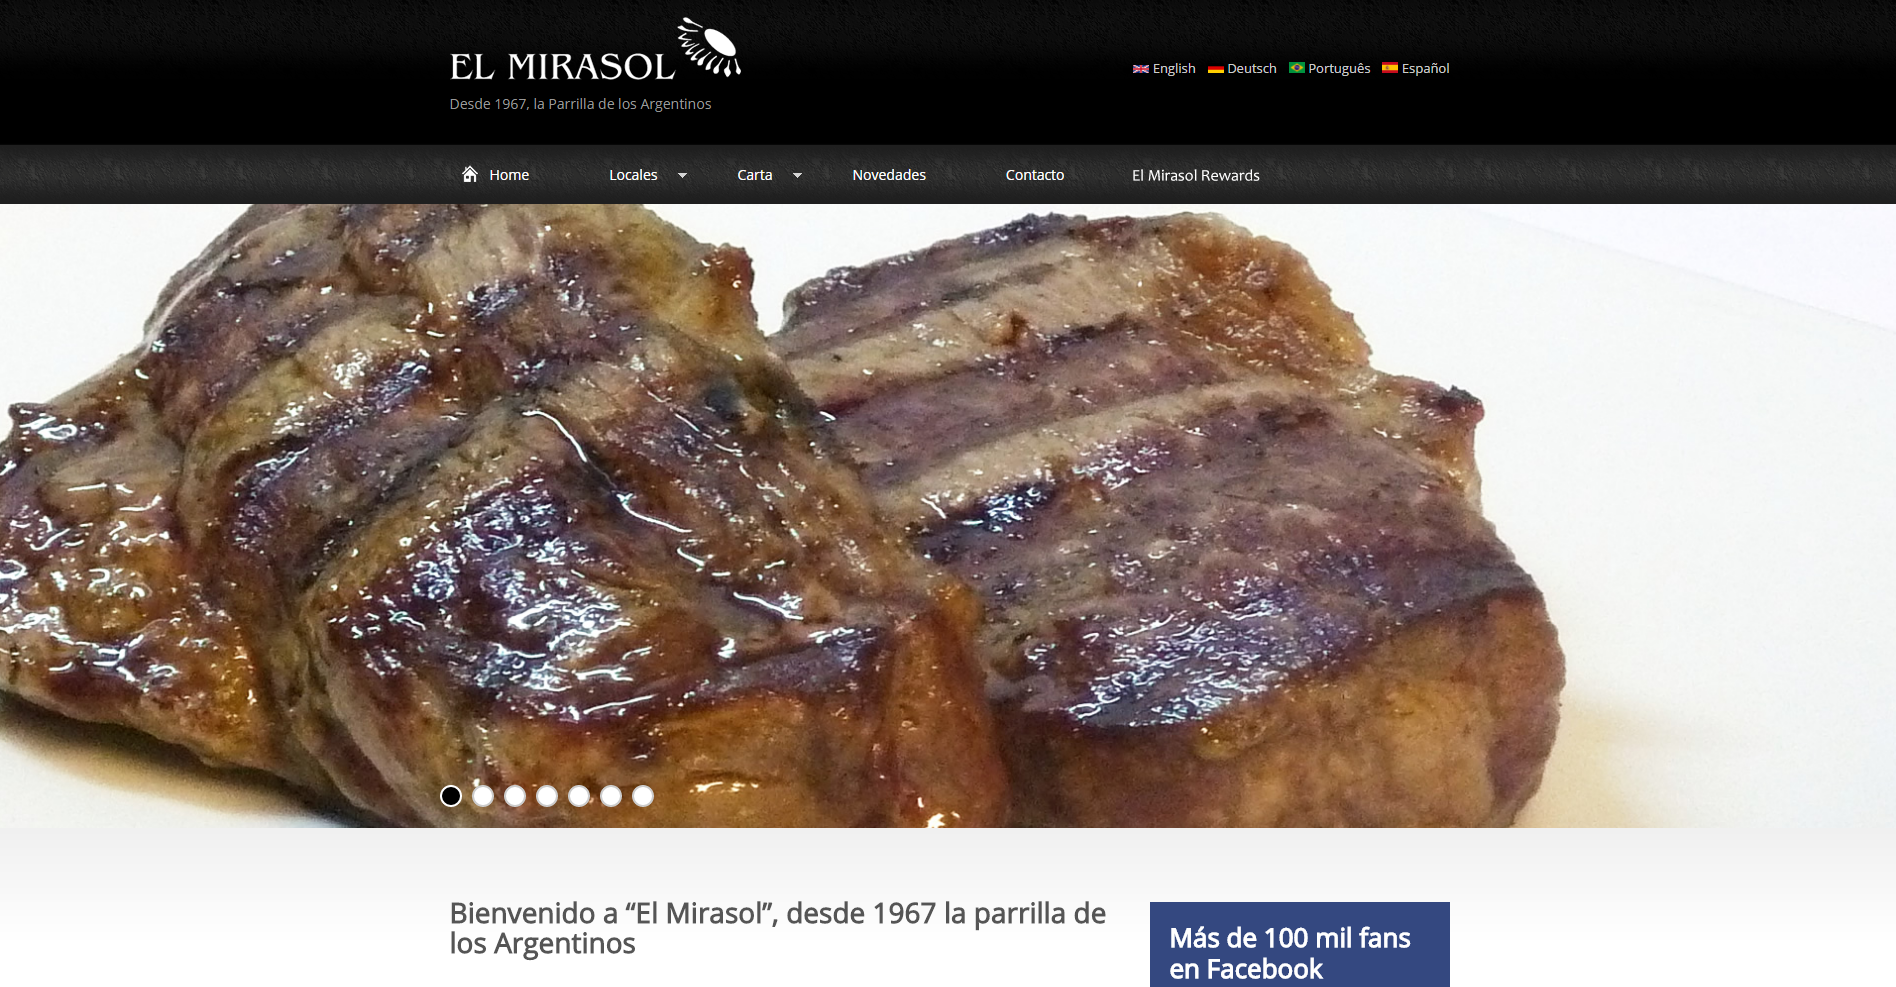 EL MIRASOL
Desde 1967, la Parrilla de los Argentinos
English Deutsch Português Español
Home Locales Carta Novedades Contacto El Mirasol Rewards
Bienvenido a “El Mirasol”, desde 1967 la parrilla de
los Argentinos
Más de 100 mil fans
en Facebook